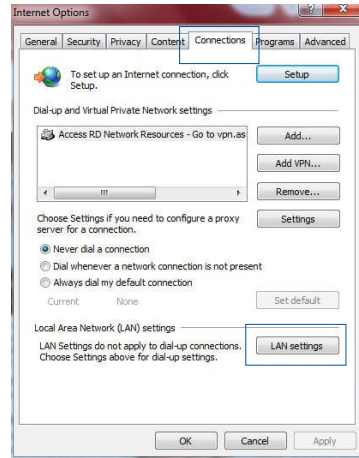 Internet Options
General Security Privacy Content Connections Programs Advanced
To set up an Internet connection, click
Setup.
Setup
Dial-up and Virtual Private Network settings
Access RD Network Resources - Go to vpn.as
Add...
Add VPN...
Remove...
Choose Settings if you need to configure a proxy
server for a connection.
Settings
Never dial a connection
Dial whenever a network connection is not present
Always dial my default connection
Current None
Set default
Local Area Network (LAN) settings
LAN Settings do not apply to dial-up connections.
Choose Settings above for dial-up settings.
LAN settings
OK Cancel Apply